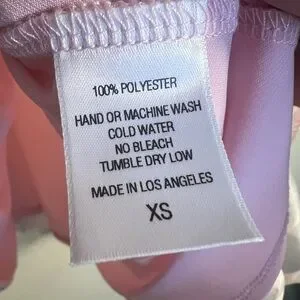 100% POLYESTER
HAND OR MACHINE WASH
COLD WATER
NO BLEACH
TUMBLE DRY LOW
MADE IN LOS ANGELES
XS